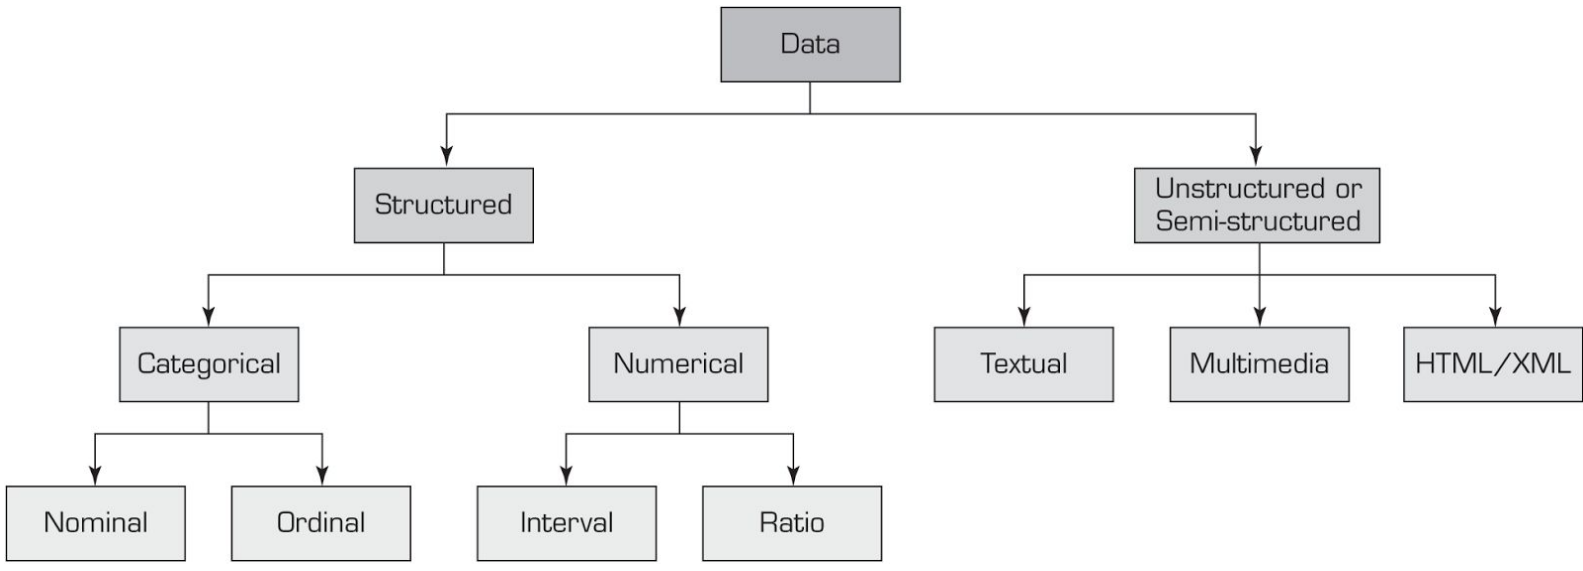 Data
Structured
Unstructured or
Semi-structured
Categorical
Numerical
Textual
Multimedia
HTML/XML
Nominal
Ordinal
Interval
Ratio